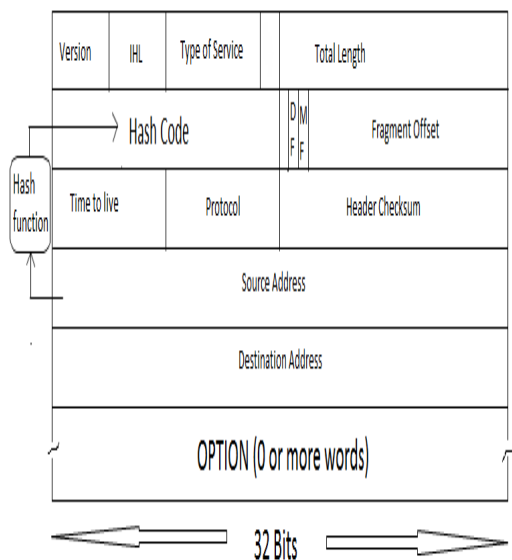 Version IHL Type of Service Total Length
Hash Code D F M F Fragment Offset
Hash
function
Time to live Protocol Header Checksum
Source Address
Destination Address
OPTION (0 or more words)
32 Bits